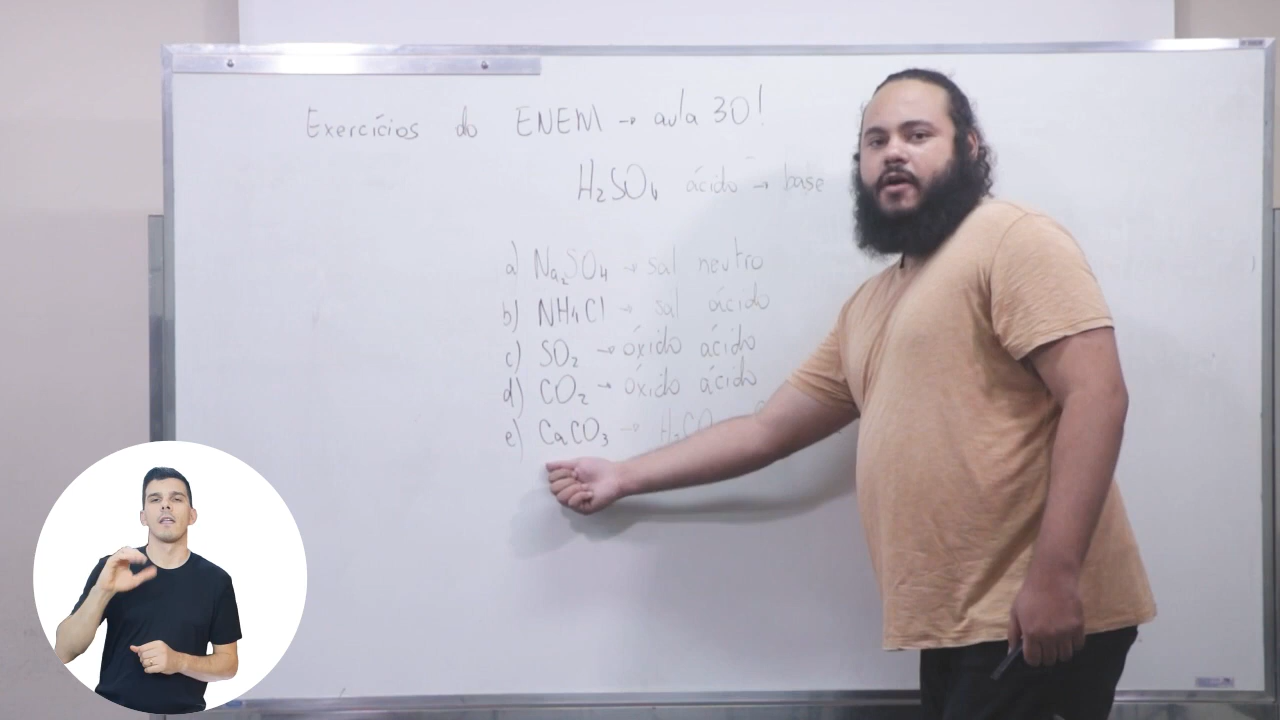 Exercícios do ENEM → aula 30!
H₂SO₄ ácido → base
a) Na₂SO₄ → sal neutro
b) NH₄Cl → sal ácido
c) SO₂ → óxido ácido
d) CO₂ → óxido ácido
e) CaCO₃ → H₂CO